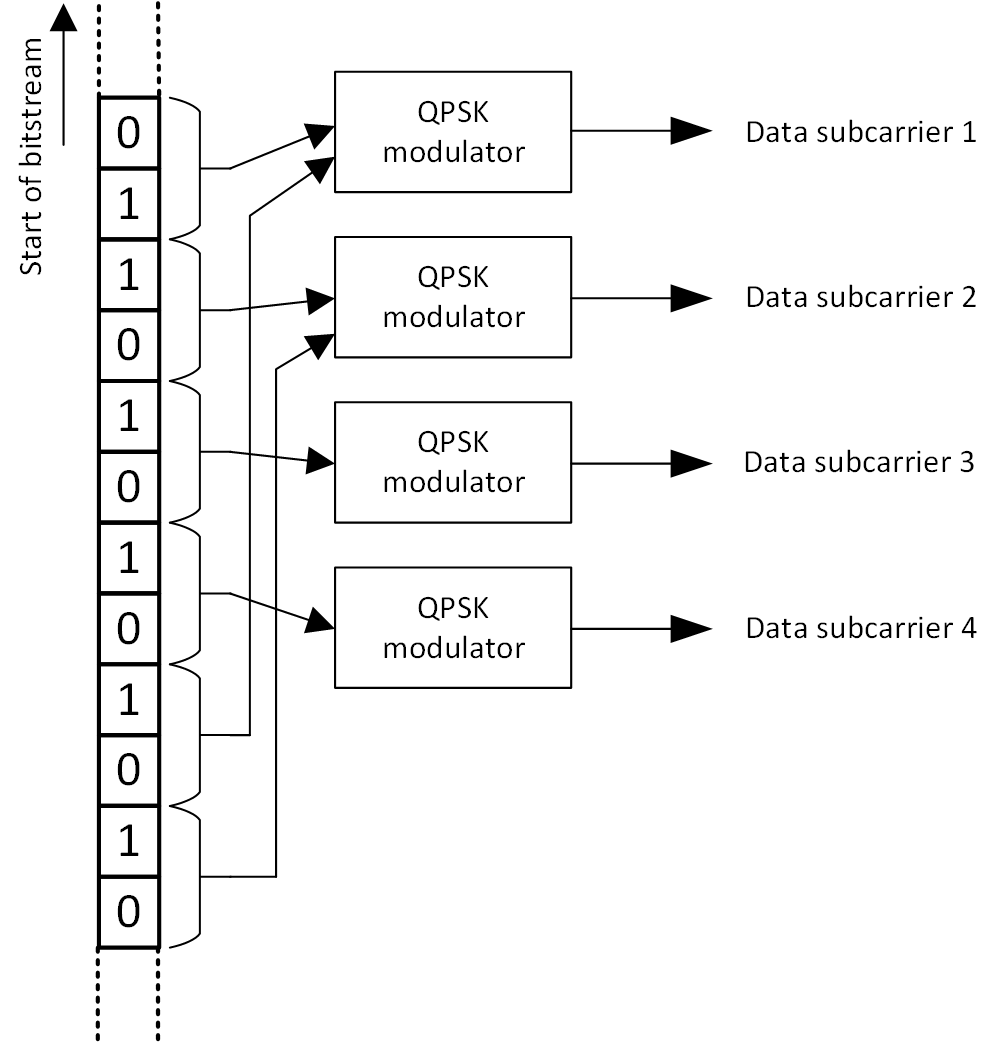 Start of bitstream
0
1
1
0
1
0
1
0
1
0
1
0
QPSK
modulator
Data subcarrier 1
QPSK
modulator
Data subcarrier 2
QPSK
modulator
Data subcarrier 3
QPSK
modulator
Data subcarrier 4